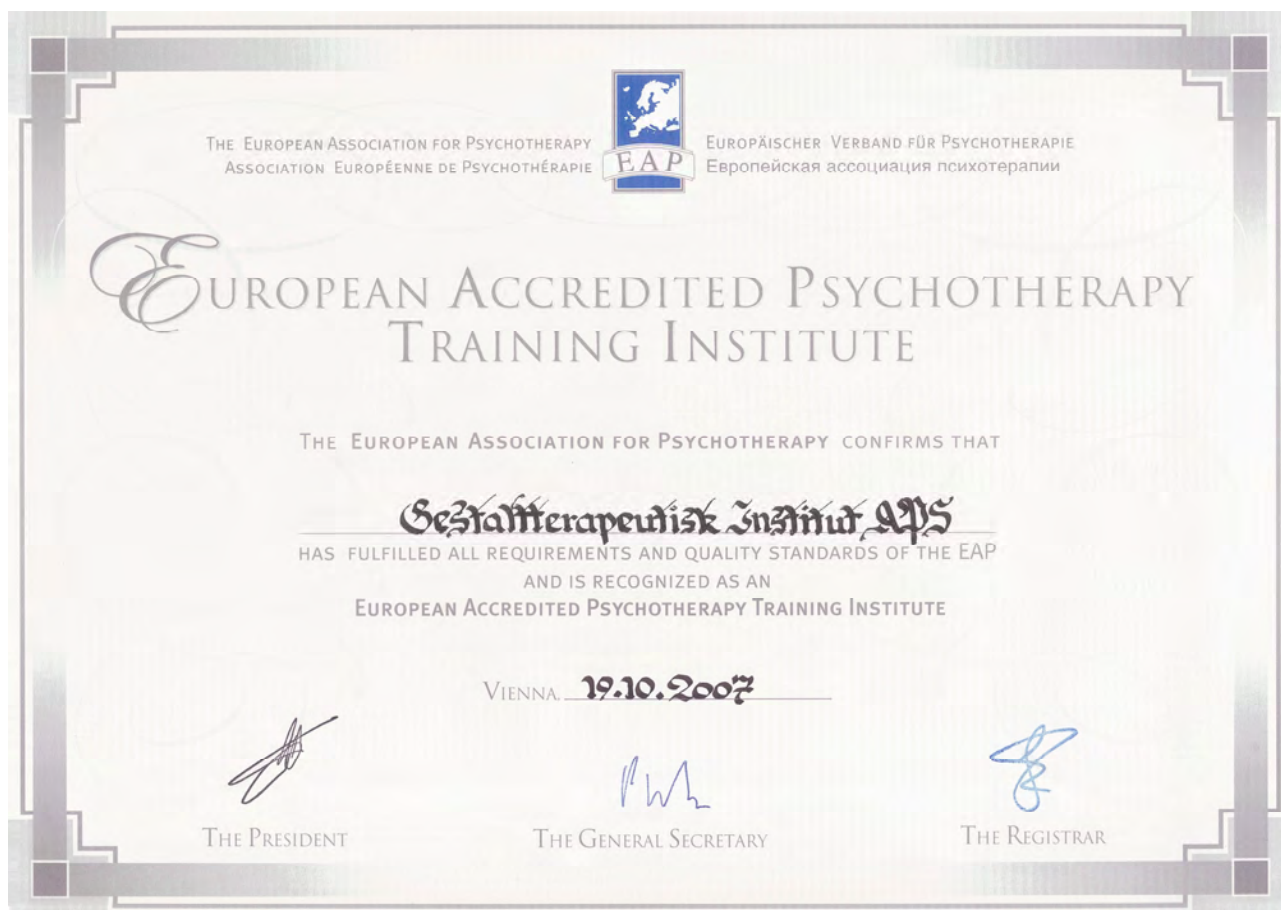 THE EUROPEAN ASSOCIATION FOR PSYCHOTHERAPY
ASSOCIATION EUROPÉENNE DE PSYCHOTHÉRAPIE
EAP
EUROPÄISCHER VERBAND FÜR PSYCHOTHERAPIE
Европейская ассоциация психотерапии
EUROPEAN ACCREDITED PSYCHOTHERAPY
TRAINING INSTITUTE
THE EUROPEAN ASSOCIATION FOR PSYCHOTHERAPY CONFIRMS THAT
Gestaltterapeutisk Institut APS
HAS FULFILLED ALL REQUIREMENTS AND QUALITY STANDARDS OF THE EAP
AND IS RECOGNIZED AS AN
EUROPEAN ACCREDITED PSYCHOTHERAPY TRAINING INSTITUTE
VIENNA, 19.10.2007
THE PRESIDENT
THE GENERAL SECRETARY
THE REGISTRAR